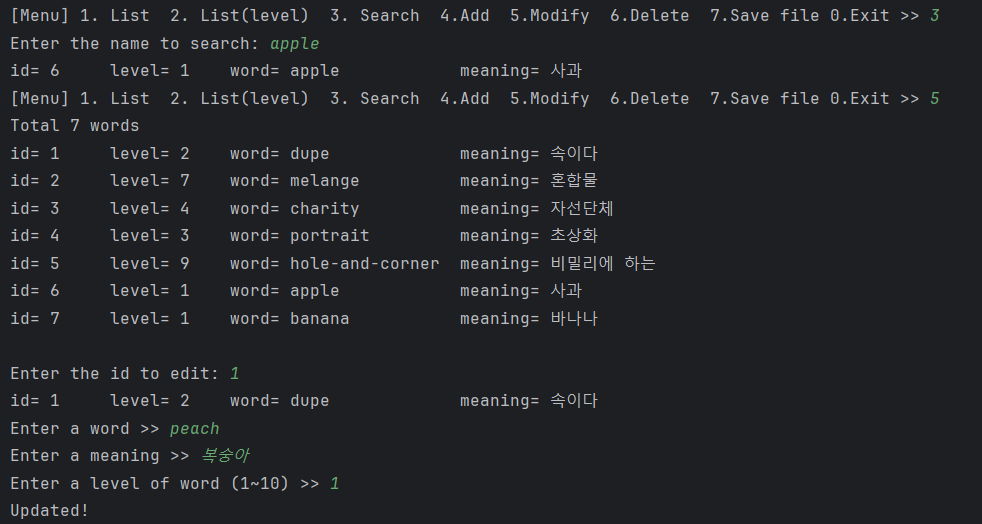 [Menu] 1. List  2. List(level)  3. Search  4.Add  5.Modify  6.Delete  7.Save file 0.Exit >> 3
Enter the name to search: apple
id= 6     level= 1    word= apple            meaning= 사과
[Menu] 1. List  2. List(level)  3. Search  4.Add  5.Modify  6.Delete  7.Save file 0.Exit >> 5
Total 7 words
id= 1     level= 2    word= dupe             meaning= 속이다
id= 2     level= 7    word= melange          meaning= 혼합물
id= 3     level= 4    word= charity          meaning= 자선단체
id= 4     level= 3    word= portrait         meaning= 초상화
id= 5     level= 9    word= hole-and-corner  meaning= 비밀리에 하는
id= 6     level= 1    word= apple            meaning= 사과
id= 7     level= 1    word= banana           meaning= 바나나
Enter the id to edit: 1
id= 1     level= 2    word= dupe             meaning= 속이다
Enter a word >> peach
Enter a meaning >> 복숭아
Enter a level of word (1~10) >> 1
Updated!